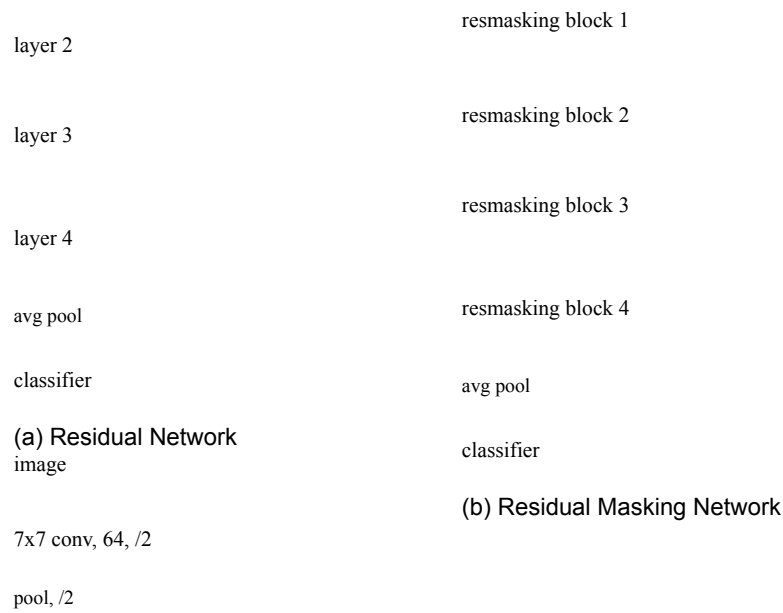 layer 2
layer 3
layer 4
avg pool
classifier
(a) Residual Network
image
7x7 conv, 64, /2
pool, /2
resmasking block 1
resmasking block 2
resmasking block 3
resmasking block 4
avg pool
classifier
(b) Residual Masking Network